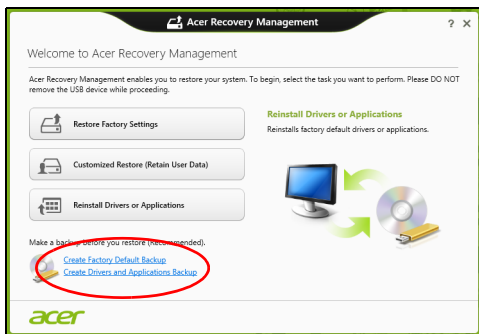 Acer Recovery Management
? ×
Welcome to Acer Recovery Management
Acer Recovery Management enables you to restore your system. To begin, select the task you want to perform. Please DO NOT
remove the USB device while proceeding.
Restore Factory Settings
Customized Restore (Retain User Data)
Reinstall Drivers or Applications
Reinstall Drivers or Applications
Reinstalls factory default drivers or applications.
Make a backup before you restore (Recommended).
Create Factory Default Backup
Create Drivers and Applications Backup
acer